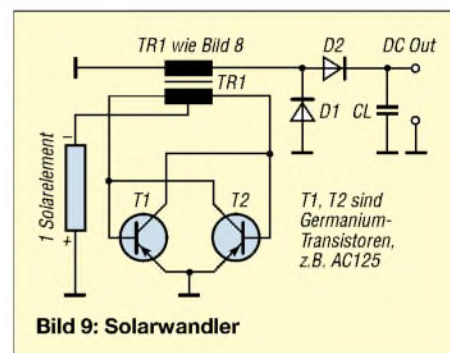 TR1 wie Bild 8
D2
DC Out
TR1
D1
CL
1 Solarelement
−
+
T1
T2
T1, T2 sind
Germanium-
Transistoren,
z.B. AC125
Bild 9: Solarwandler